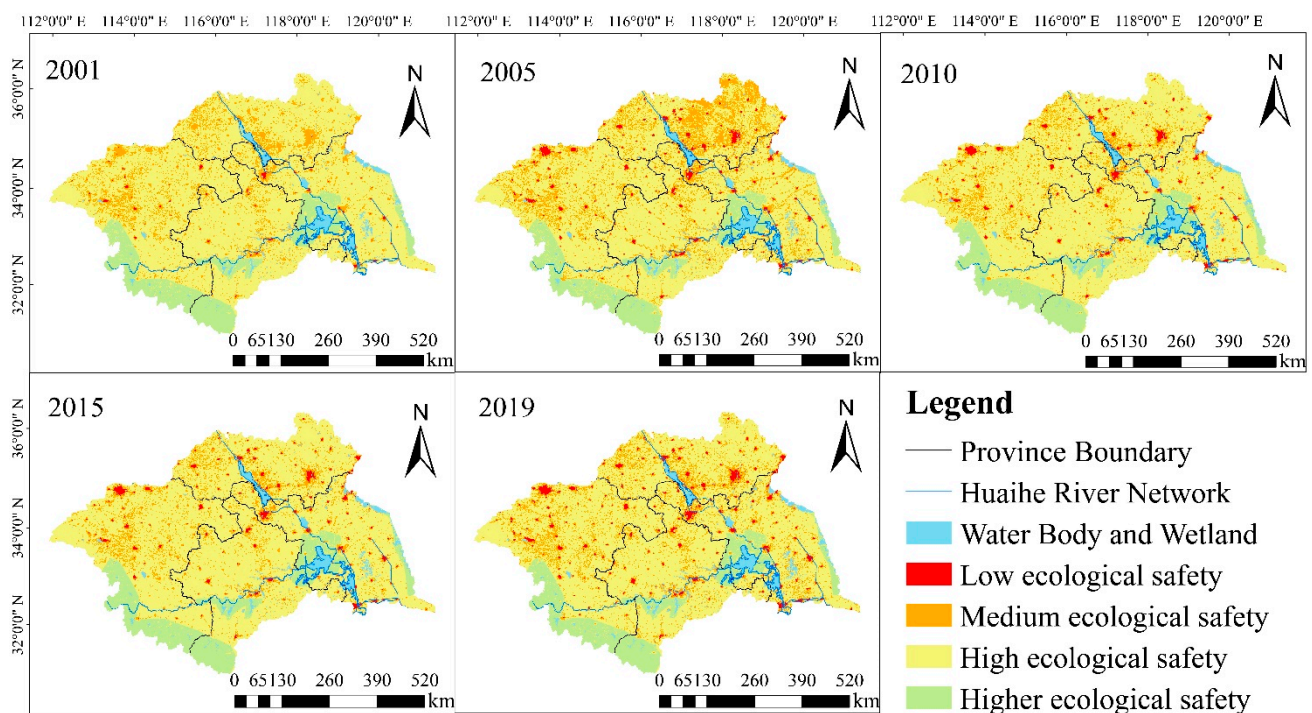 112°0'0" E 114°0'0" E 116°0'0" E 118°0'0" E 120°0'0" E
112°0'0" E 114°0'0" E 116°0'0" E 118°0'0" E 120°0'0" E
112°0'0" E 114°0'0" E 116°0'0" E 118°0'0" E 120°0'0" E
36°0'0" N
34°0'0" N
32°0'0" N
2001
N
0 65130 260 390 520
km
2005
N
0 65130 260 390 520
km
2010
N
0 65130 260 390 520
km
36°0'0" N
34°0'0" N
32°0'0" N
2015
N
0 65130 260 390 520
km
2019
N
0 65130 260 390 520
km
Legend
Province Boundary
Huaihe River Network
Water Body and Wetland
Low ecological safety
Medium ecological safety
High ecological safety
Higher ecological safety